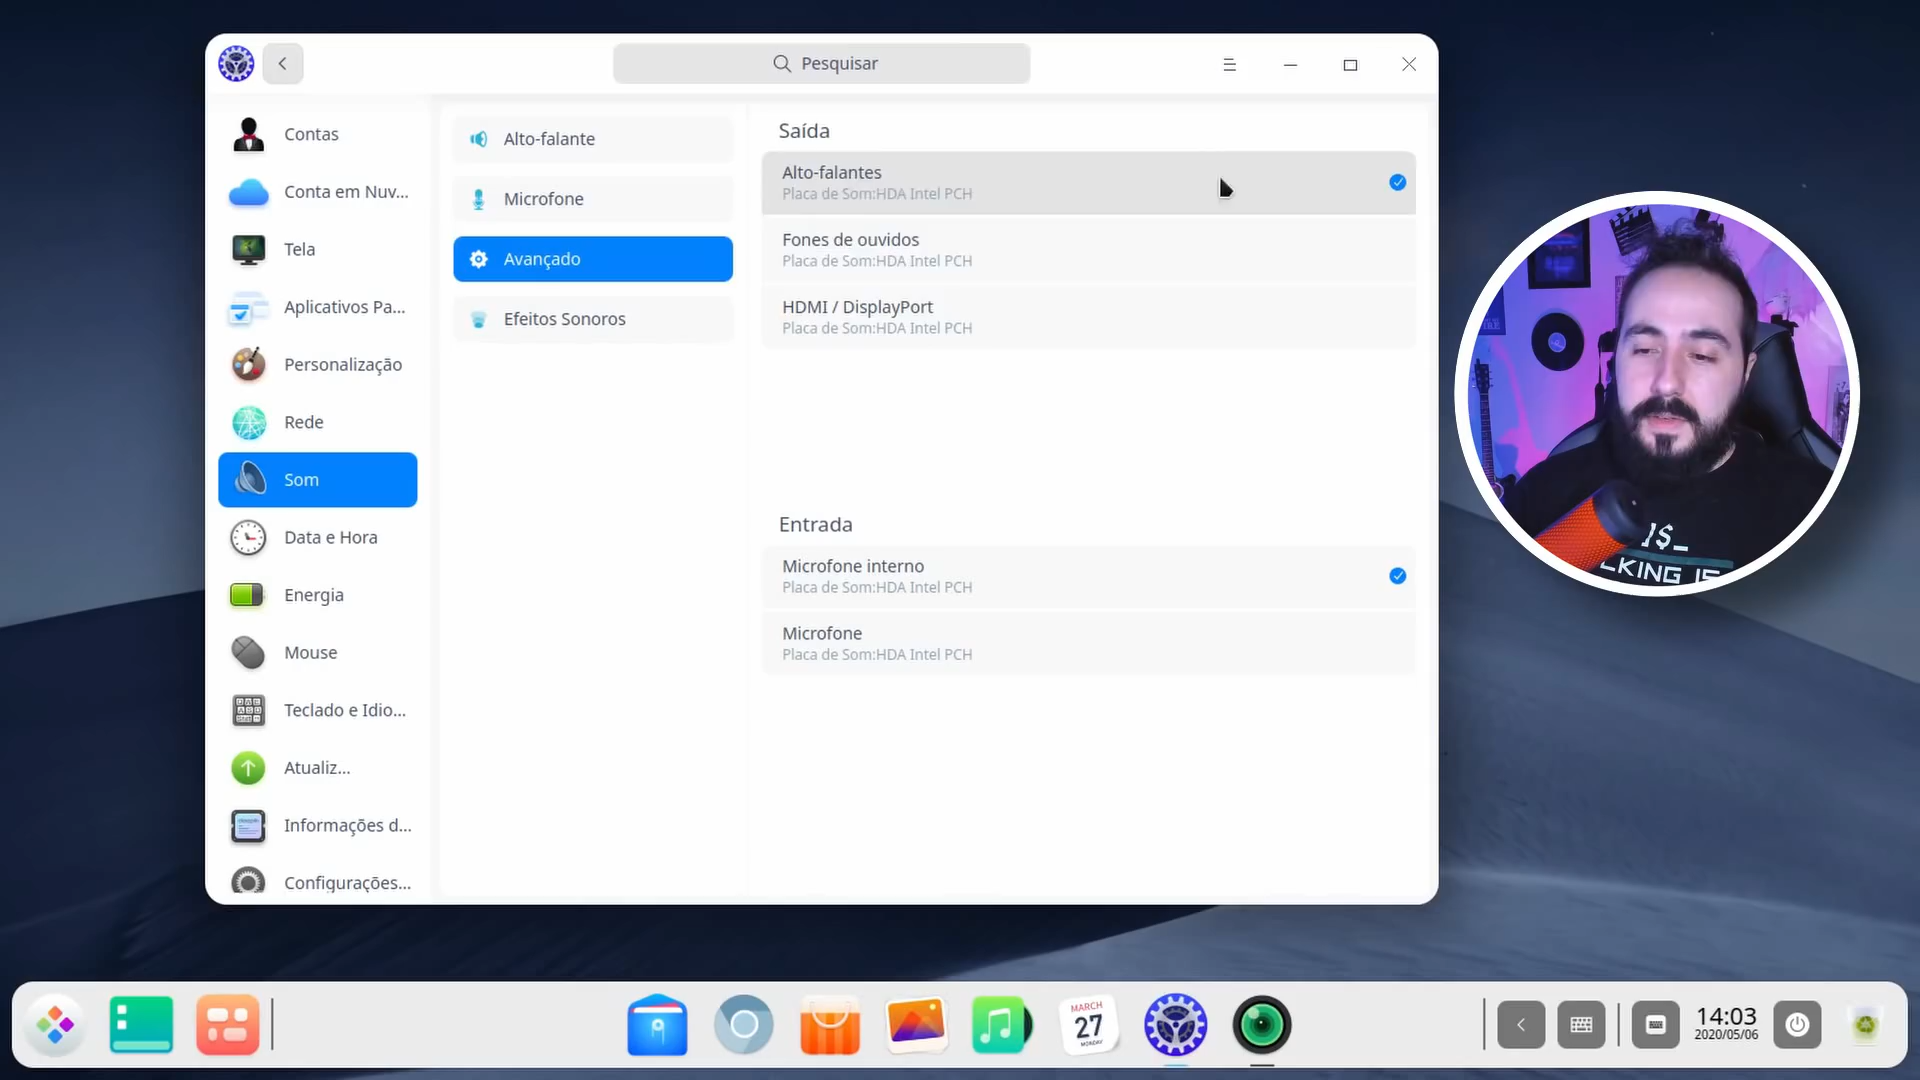 Pesquisar
Contas
Conta em Nuv...
Tela
Aplicativos Pa...
Personalização
Rede
Som
Data e Hora
Energia
Mouse
Teclado e Idio...
Atualiz...
Informações d...
Configurações...
Alto-falante
Microfone
Avançado
Efeitos Sonoros
Saída
Alto-falantes
Placa de Som:HDA Intel PCH
Fones de ouvidos
Placa de Som:HDA Intel PCH
HDMI / DisplayPort
Placa de Som:HDA Intel PCH
Entrada
Microfone interno
Placa de Som:HDA Intel PCH
Microfone
Placa de Som:HDA Intel PCH
]$_
LKING IS
MARCH
27
MONDAY
14:03
2020/05/06